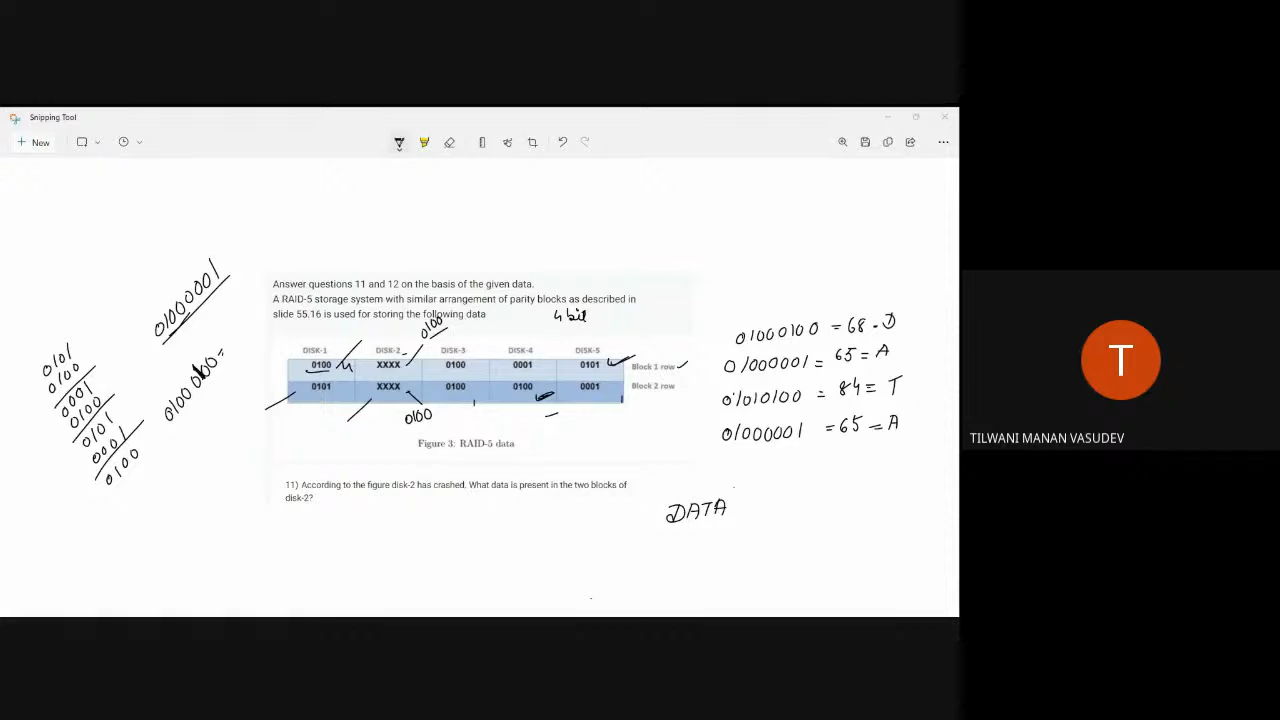 Snipping Tool
New
Answer questions 11 and 12 on the basis of the given data.
A RAID-5 storage system with similar arrangement of parity blocks as described in
slide 55.16 is used for storing the following data
4 bit
0100
DISK-1 DISK-2 DISK-3 DISK-4 DISK-5
0100 XXXX 0100 0001 0101 Block 1 row
0101 XXXX 0100 0100 0001 Block 2 row
0100
Figure 3: RAID-5 data
11) According to the figure disk-2 has crashed. What data is present in the two blocks of
disk-2?
01000001
0101
0100
0001
0100
0101
0001
0100
01000100 = 68 - D
01000001 = 65 = A
01010100 = 84 = T
01000001 = 65 = A
DATA
T
TILWANI MANAN VASUDEV